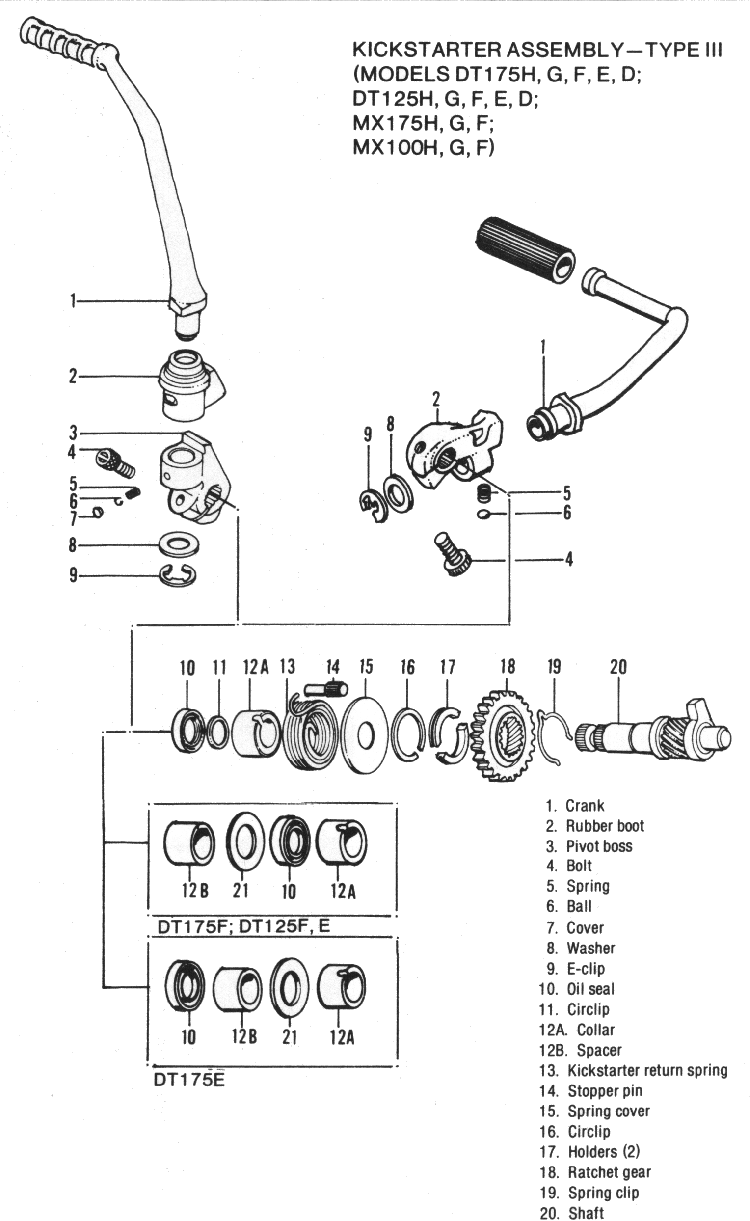 KICKSTARTER ASSEMBLY—TYPE III
(MODELS DT175H, G, F, E, D;
DT125H, G, F, E, D;
MX175H, G, F;
MX100H, G, F)
1
2
3
4
5
6
7
8
9
1
2
8
9
5
6
4
10 11 12A 13 14 15 16 17 18 19 20
12B 21 10 12A
DT175F; DT125F, E
10 12B 21 12A
DT175E
1. Crank
2. Rubber boot
3. Pivot boss
4. Bolt
5. Spring
6. Ball
7. Cover
8. Washer
9. E-clip
10. Oil seal
11. Circlip
12A. Collar
12B. Spacer
13. Kickstarter return spring
14. Stopper pin
15. Spring cover
16. Circlip
17. Holders (2)
18. Ratchet gear
19. Spring clip
20. Shaft